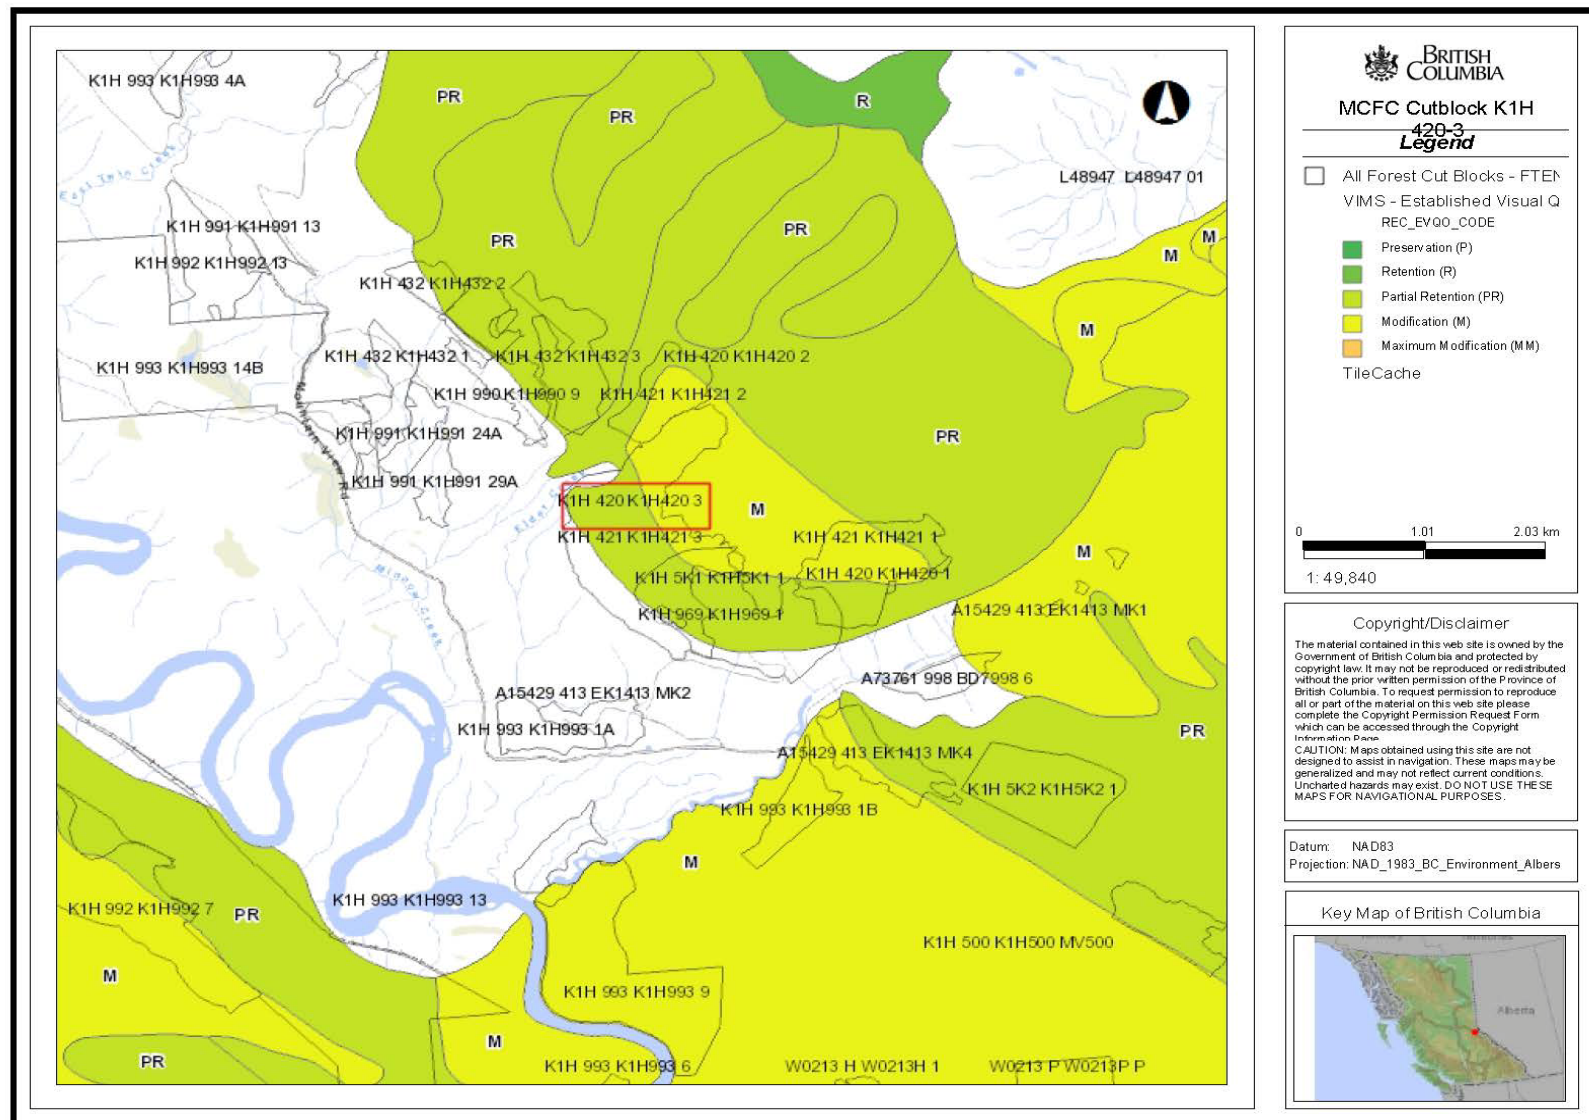 K1H 993 K1H993 4A
PR
PR
R
L48947 L48947 01
East Twin Creek
K1H 991 K1H991 13
PR
PR
M
M
K1H 992 K1H992 13
K1H 432 K1H432 2
M
K1H 993 K1H993 14B
K1H 432 K1H432 1
K1H 432 K1H432 3
K1H 420 K1H420 2
K1H 990 K1H990 9
K1H 421 K1H421 2
Mountain View Rd
K1H 991 K1H991 24A
PR
K1H 991 K1H991 29A
K1H 420 K1H420 3
M
K1H 421 K1H421 3
K1H 421 K1H421 1
M
K1H 5K1 K1H5K1 1
K1H 420 K1H420 1
K1H 969 K1H969 1
A15429 413 EK1413 MK1
A73761 998 BD7998 6
A15429 413 EK1413 MK2
K1H 993 K1H993 1A
PR
A15429 413 EK1413 MK4
K1H 5K2 K1H5K2 1
K1H 993 K1H993 1B
M
K1H 993 K1H993 13
K1H 992 K1H992 7
PR
K1H 500 K1H500 MV500
M
K1H 993 K1H993 9
M
PR
K1H 993 K1H993 6
W0213 H W0213H 1
W0213 P W0213P P
BRITISH
COLUMBIA
MCFC Cutblock K1H
420-3
Legend
All Forest Cut Blocks - FTEN
VIMS - Established Visual Q
REC_EVQO_CODE
Preservation (P)
Retention (R)
Partial Retention (PR)
Modification (M)
Maximum Modification (MM)
TileCache
0 1.01 2.03 km
1: 49,840
Copyright/Disclaimer
The material contained in this web site is owned by the
Government of British Columbia and protected by
copyright law. It may not be reproduced or redistributed
without the prior written permission of the Province of
British Columbia. To request permission to reproduce
all or part of the material on this web site please
complete the Copyright Permission Request Form
which can be accessed through the Copyright
Information Page.
CAUTION: Maps obtained using this site are not
designed to assist in navigation. These maps may be
generalized and may not reflect current conditions.
Uncharted hazards may exist. DO NOT USE THESE
MAPS FOR NAVIGATIONAL PURPOSES.
Datum: NAD83
Projection: NAD_1983_BC_Environment_Albers
Key Map of British Columbia
Alberta